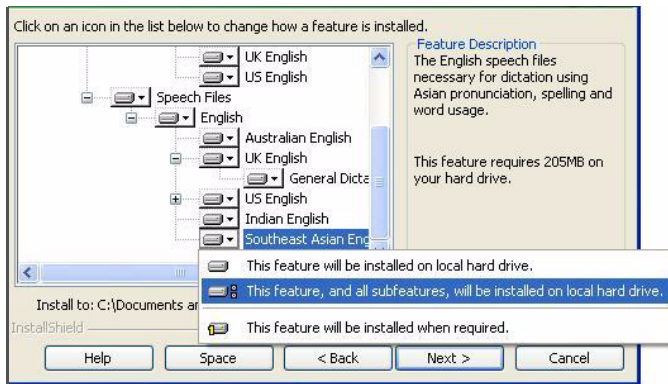 Click on an icon in the list below to change how a feature is installed.
UK English
US English
Speech Files
English
Australian English
UK English
General Dicta
US English
Indian English
Southeast Asian Eng
Feature Description
The English speech files
necessary for dictation using
Asian pronunciation, spelling and
word usage.
This feature requires 205MB on
your hard drive.
This feature will be installed on local hard drive.
This feature, and all subfeatures, will be installed on local hard drive.
This feature will be installed when required.
Install to: C:\Documents ar
InstallShield
Help
Space
< Back
Next >
Cancel